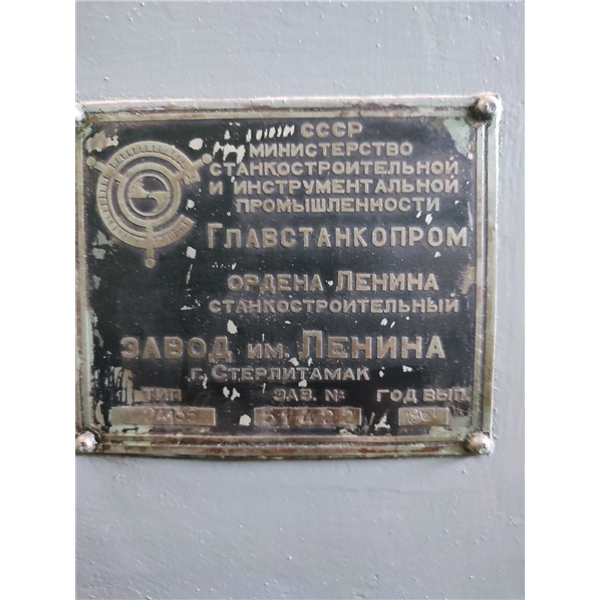 СССР
МИНИСТЕРСТВО
СТАНКОСТРОИТЕЛЬНОЙ
И ИНСТРУМЕНТАЛЬНОЙ
ПРОМЫШЛЕННОСТИ
ГЛАВСТАНКОПРОМ
ОРДЕНА ЛЕНИНА
СТАНКОСТРОИТЕЛЬНЫЙ
ЗАВОД им. ЛЕНИНА
г. СТЕРЛИТАМАК
ТИП ЗАВ. № ГОД ВЫП.